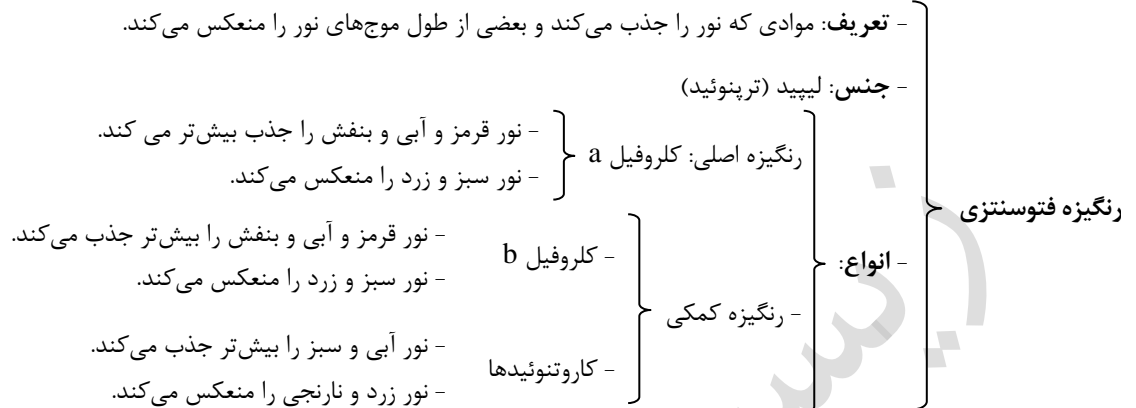 رنگیزه فتوسنتزی
- تعریف: موادی که نور را جذب می‌کند و بعضی از طول موج‌های نور را منعکس می‌کند.
- جنس: لیپید (ترپنوئید)
- انواع:
رنگیزه اصلی: کلروفیل a
- نور قرمز و آبی و بنفش را جذب بیش‌تر می کند.
- نور سبز و زرد را منعکس می‌کند.
- رنگیزه کمکی
- کلروفیل b
- نور قرمز و آبی و بنفش را بیش‌تر جذب می‌کند.
- نور سبز و زرد را منعکس می‌کند.
- کاروتنوئیدها
- نور آبی و سبز را بیش‌تر جذب می‌کند.
- نور زرد و نارنجی را منعکس می‌کند.